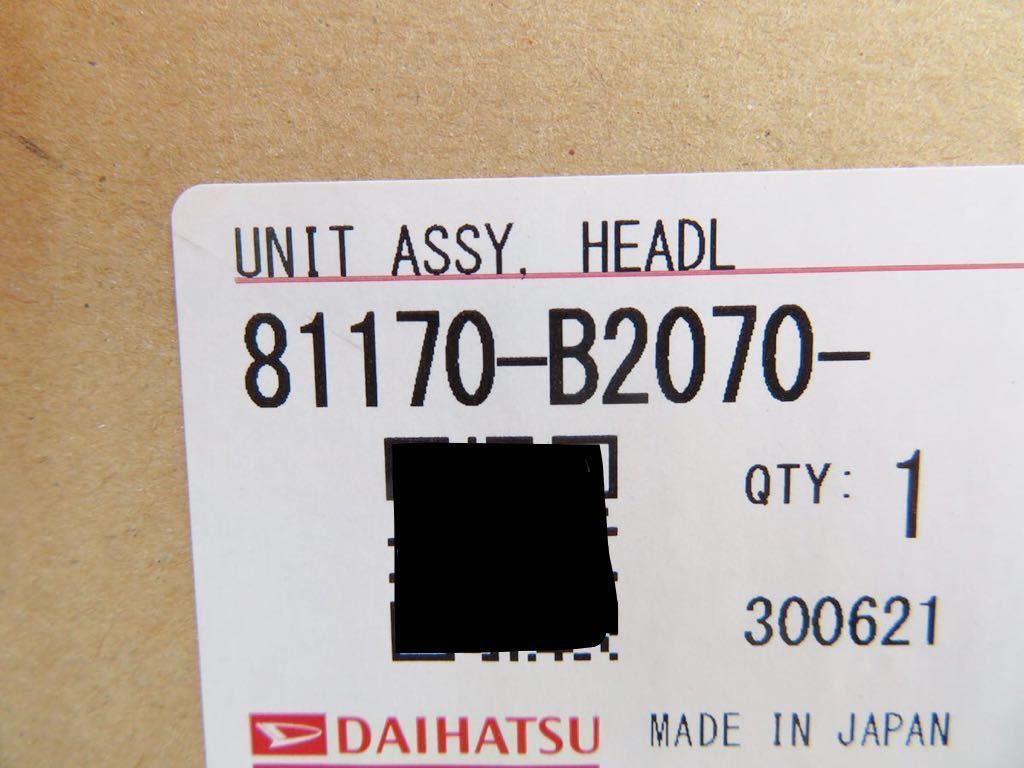 UNIT ASSY, HEADL
81170-B2070-
QTY: 1
300621
DAIHATSU MADE IN JAPAN